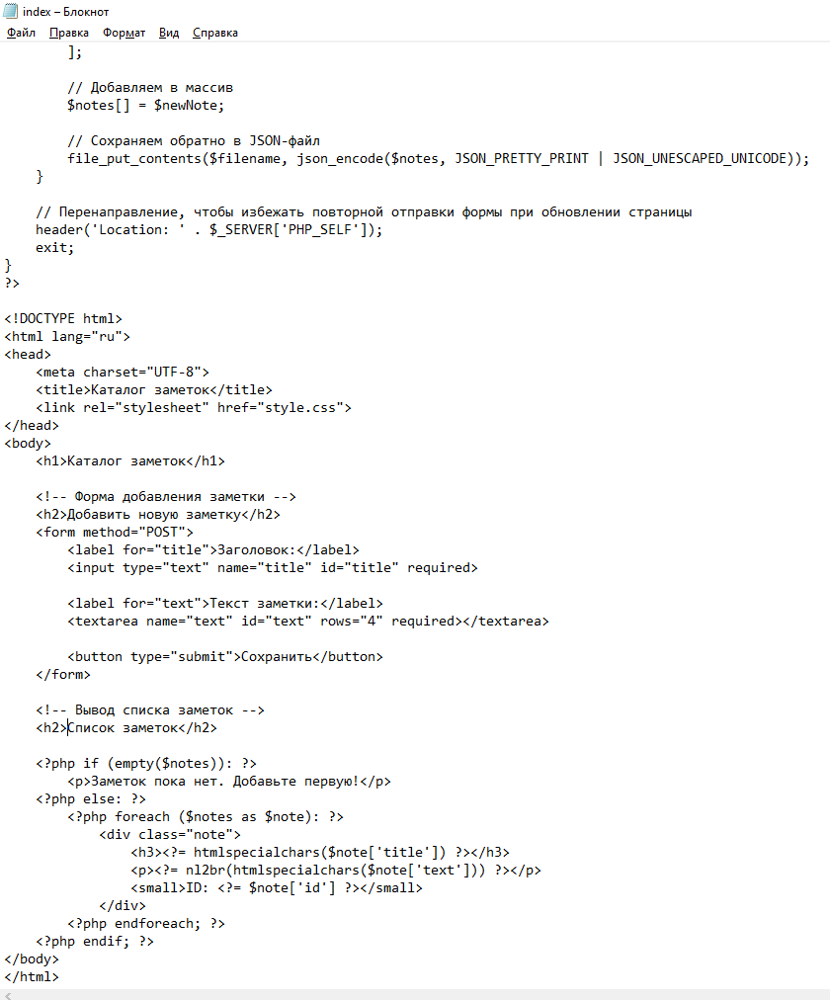 index – Блокнот
Файл Правка Формат Вид Справка
        ];

        // Добавляем в массив
        $notes[] = $newNote;

        // Сохраняем обратно в JSON-файл
        file_put_contents($filename, json_encode($notes, JSON_PRETTY_PRINT | JSON_UNESCAPED_UNICODE));
    }

    // Перенаправление, чтобы избежать повторной отправки формы при обновлении страницы
    header('Location: ' . $_SERVER['PHP_SELF']);
    exit;
}
?>

<!DOCTYPE html>
<html lang="ru">
<head>
    <meta charset="UTF-8">
    <title>Каталог заметок</title>
    <link rel="stylesheet" href="style.css">
</head>
<body>
    <h1>Каталог заметок</h1>

    <!-- Форма добавления заметки -->
    <h2>Добавить новую заметку</h2>
    <form method="POST">
        <label for="title">Заголовок:</label>
        <input type="text" name="title" id="title" required>

        <label for="text">Текст заметки:</label>
        <textarea name="text" id="text" rows="4" required></textarea>

        <button type="submit">Сохранить</button>
    </form>

    <!-- Вывод списка заметок -->
    <h2>Список заметок</h2>

    <?php if (empty($notes)): ?>
        <p>Заметок пока нет. Добавьте первую!</p>
    <?php else: ?>
        <?php foreach ($notes as $note): ?>
            <div class="note">
                <h3><?= htmlspecialchars($note['title']) ?></h3>
                <p><?= nl2br(htmlspecialchars($note['text'])) ?></p>
                <small>ID: <?= $note['id'] ?></small>
            </div>
        <?php endforeach; ?>
    <?php endif; ?>
</body>
</html>